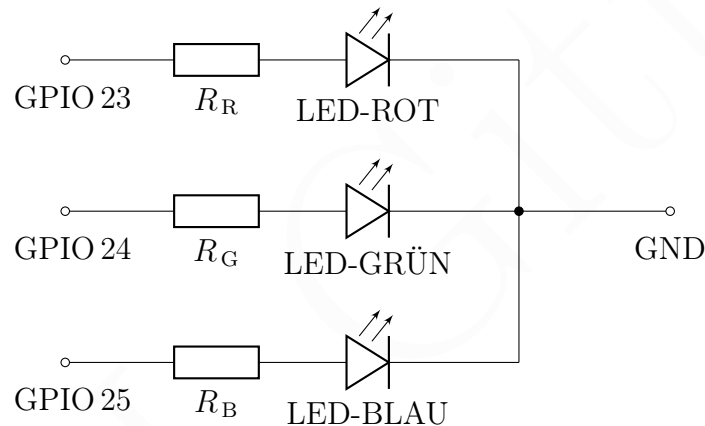 GPIO 23 R_R LED-ROT
GPIO 24 R_G LED-GRÜN GND
GPIO 25 R_B LED-BLAU